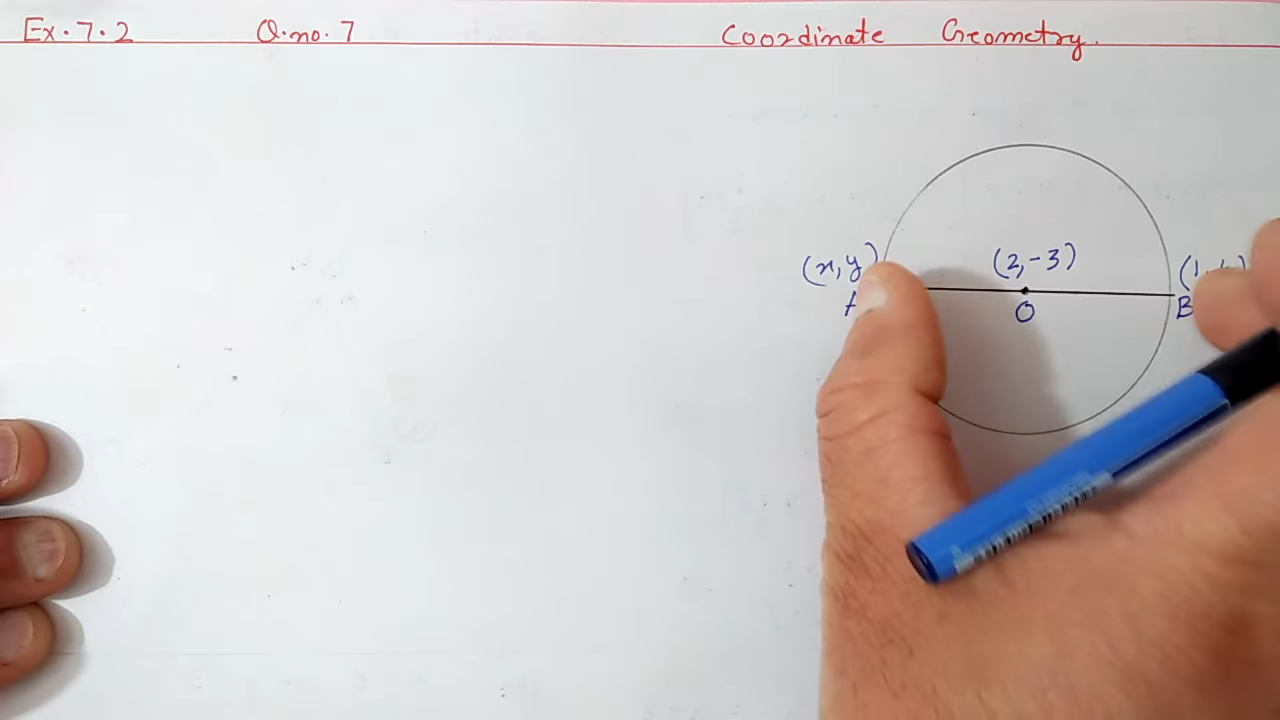 Ex. 7.2 Q.no. 7 Coordinate Geometry.
(x, y) (2, -3)
O B